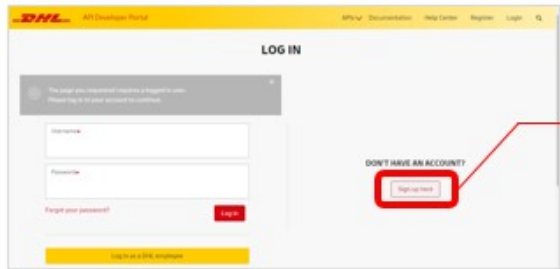 DHL API Developer Portal
APIs Documentation Help Center Register Login
LOG IN
The page you requested requires a logged in user.
Please log in to your account to continue.
Username
Password
Forgot your password?
Log in
Log in as a DHL employee
DON'T HAVE AN ACCOUNT?
Sign up here